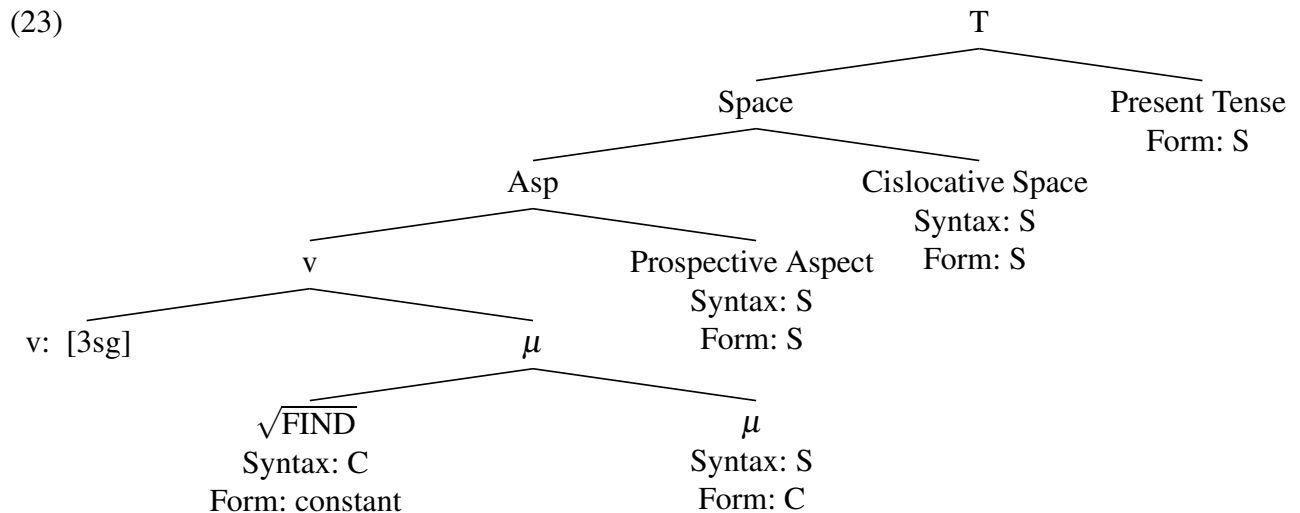 (23)
T
Space Present Tense
Form: S
Asp Cislocative Space
Syntax: S
Form: S
v Prospective Aspect
Syntax: S
Form: S
v: [3sg] μ
√FIND μ
Syntax: C Syntax: S
Form: constant Form: C